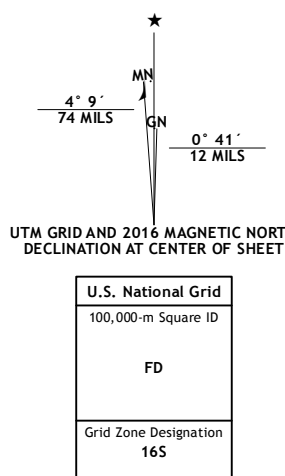 ★
MN
4° 9´
74 MILS
GN
0° 41´
12 MILS
UTM GRID AND 2016 MAGNETIC NORT
DECLINATION AT CENTER OF SHEET
U.S. National Grid
100,000-m Square ID
FD
Grid Zone Designation
16S